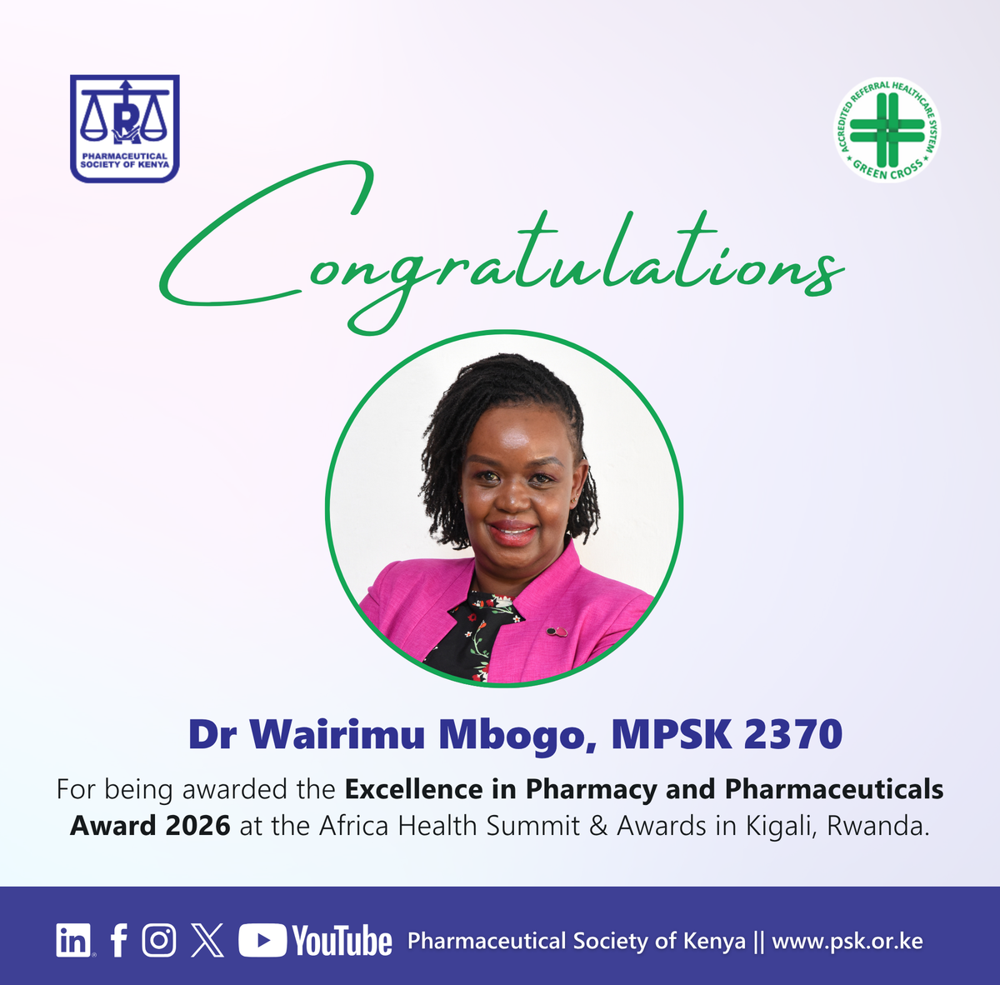 PHARMACEUTICAL
SOCIETY OF KENYA
ACCREDITED REFERRAL HEALTHCARE SYSTEM
★ GREEN CROSS ★
Congratulations
Dr Wairimu Mbogo, MPSK 2370
For being awarded the Excellence in Pharmacy and Pharmaceuticals
Award 2026 at the Africa Health Summit & Awards in Kigali, Rwanda.
in f X YouTube Pharmaceutical Society of Kenya || www.psk.or.ke